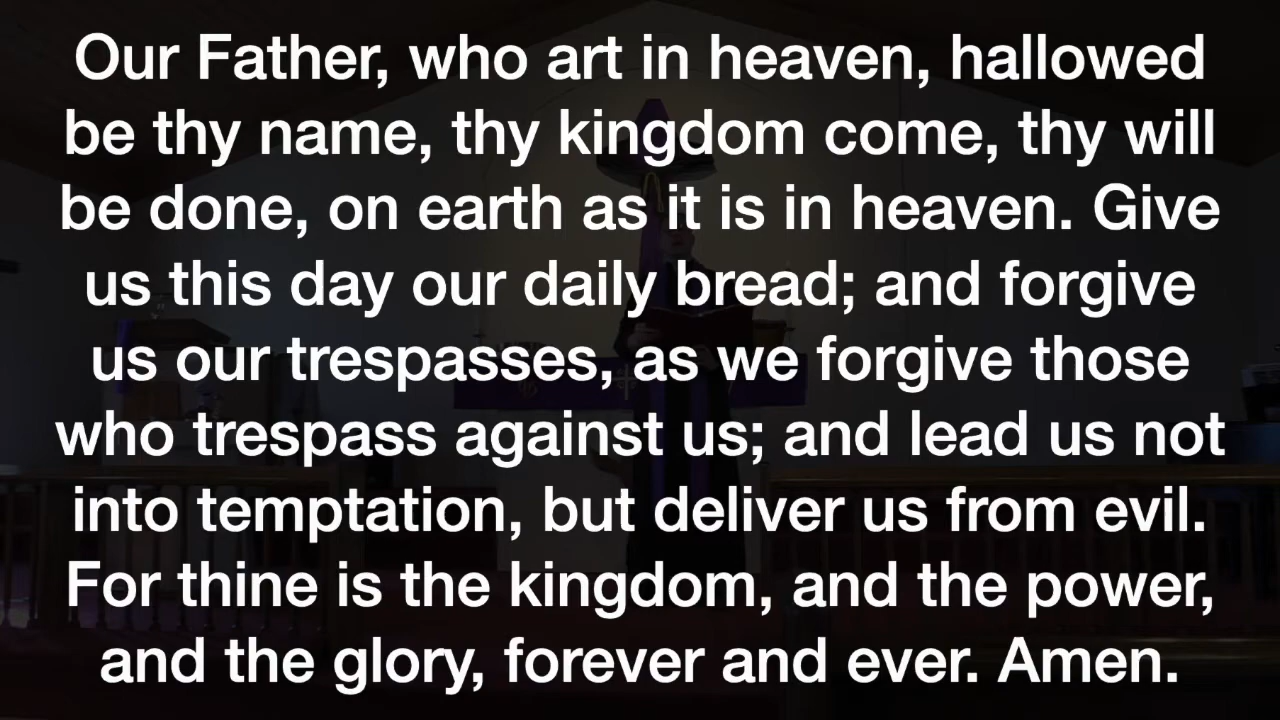 Our Father, who art in heaven, hallowed
be thy name, thy kingdom come, thy will
be done, on earth as it is in heaven. Give
us this day our daily bread; and forgive
us our trespasses, as we forgive those
who trespass against us; and lead us not
into temptation, but deliver us from evil.
For thine is the kingdom, and the power,
and the glory, forever and ever. Amen.